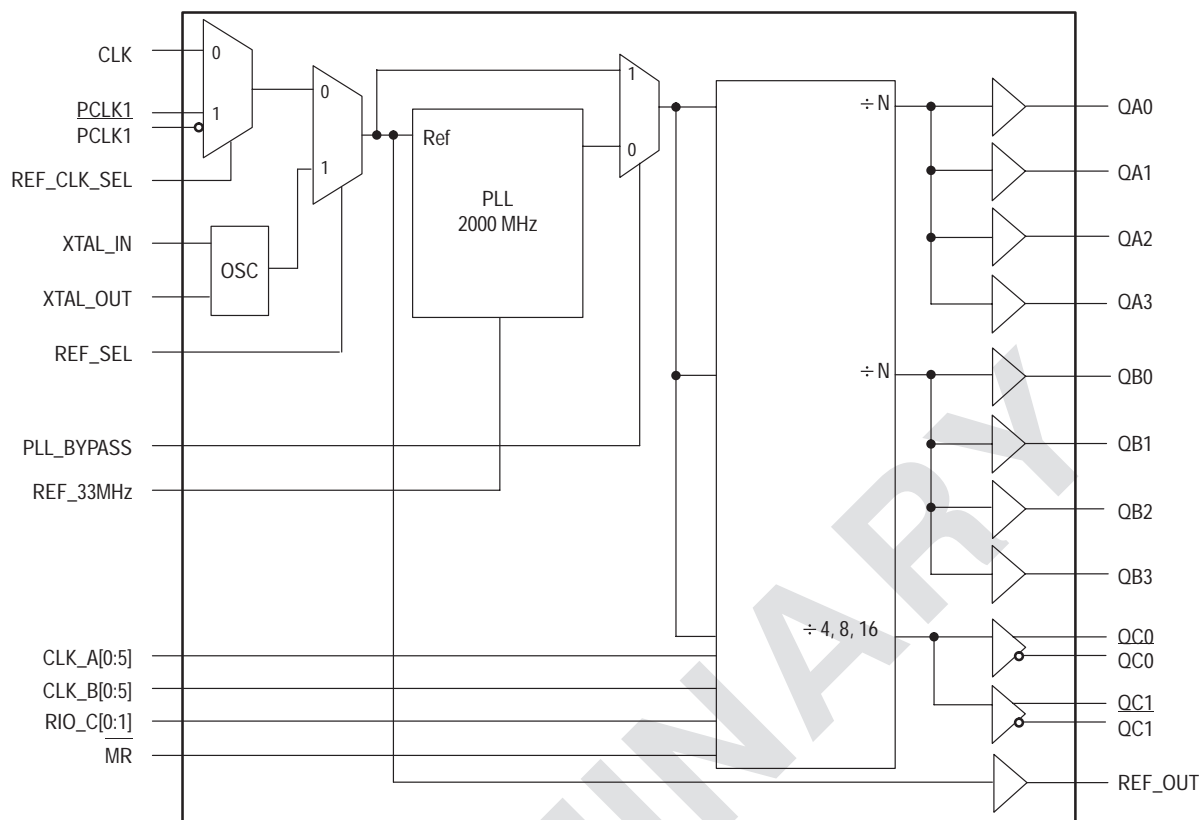 CLK
0
PCLK1
1
PCLK1
REF_CLK_SEL
0
1
XTAL_IN
OSC
XTAL_OUT
REF_SEL
Ref
PLL
2000 MHz
1
0
PLL_BYPASS
REF_33MHz
CLK_A[0:5]
CLK_B[0:5]
RIO_C[0:1]
MR
÷N
÷N
÷4, 8, 16
QA0
QA1
QA2
QA3
QB0
QB1
QB2
QB3
QC0
QC0
QC1
QC1
REF_OUT